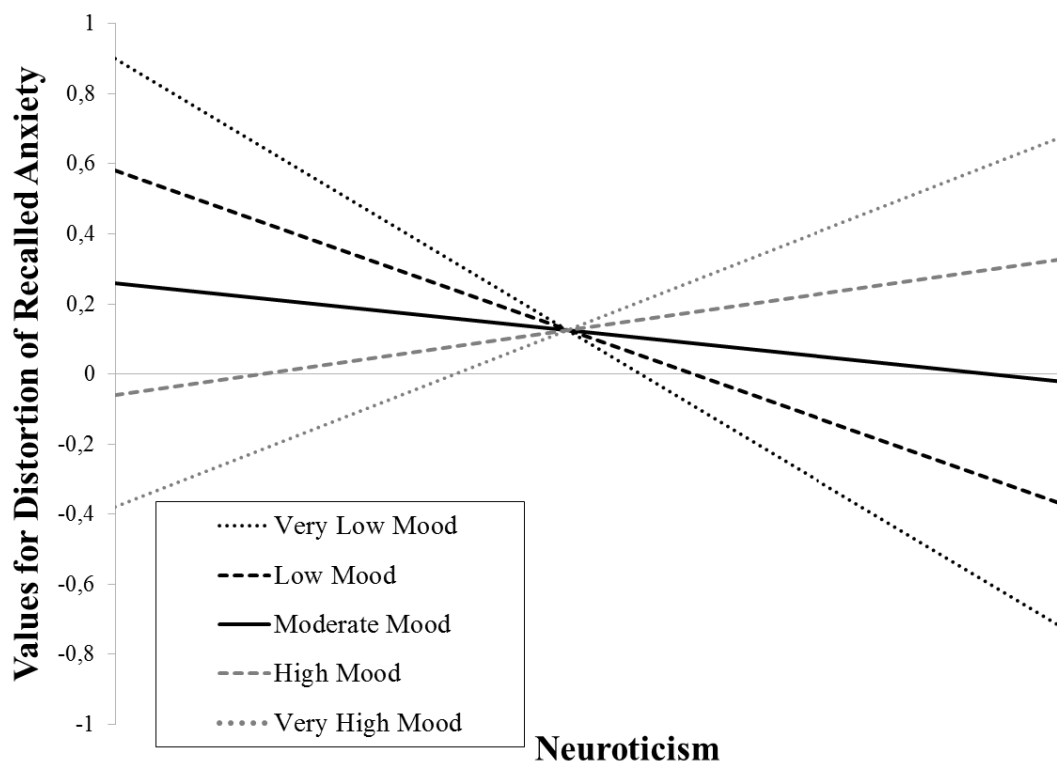 Values for Distortion of Recalled Anxiety
1
0,8
0,6
0,4
0,2
0
-0,2
-0,4
-0,6
-0,8
-1
Very Low Mood
Low Mood
Moderate Mood
High Mood
Very High Mood
Neuroticism